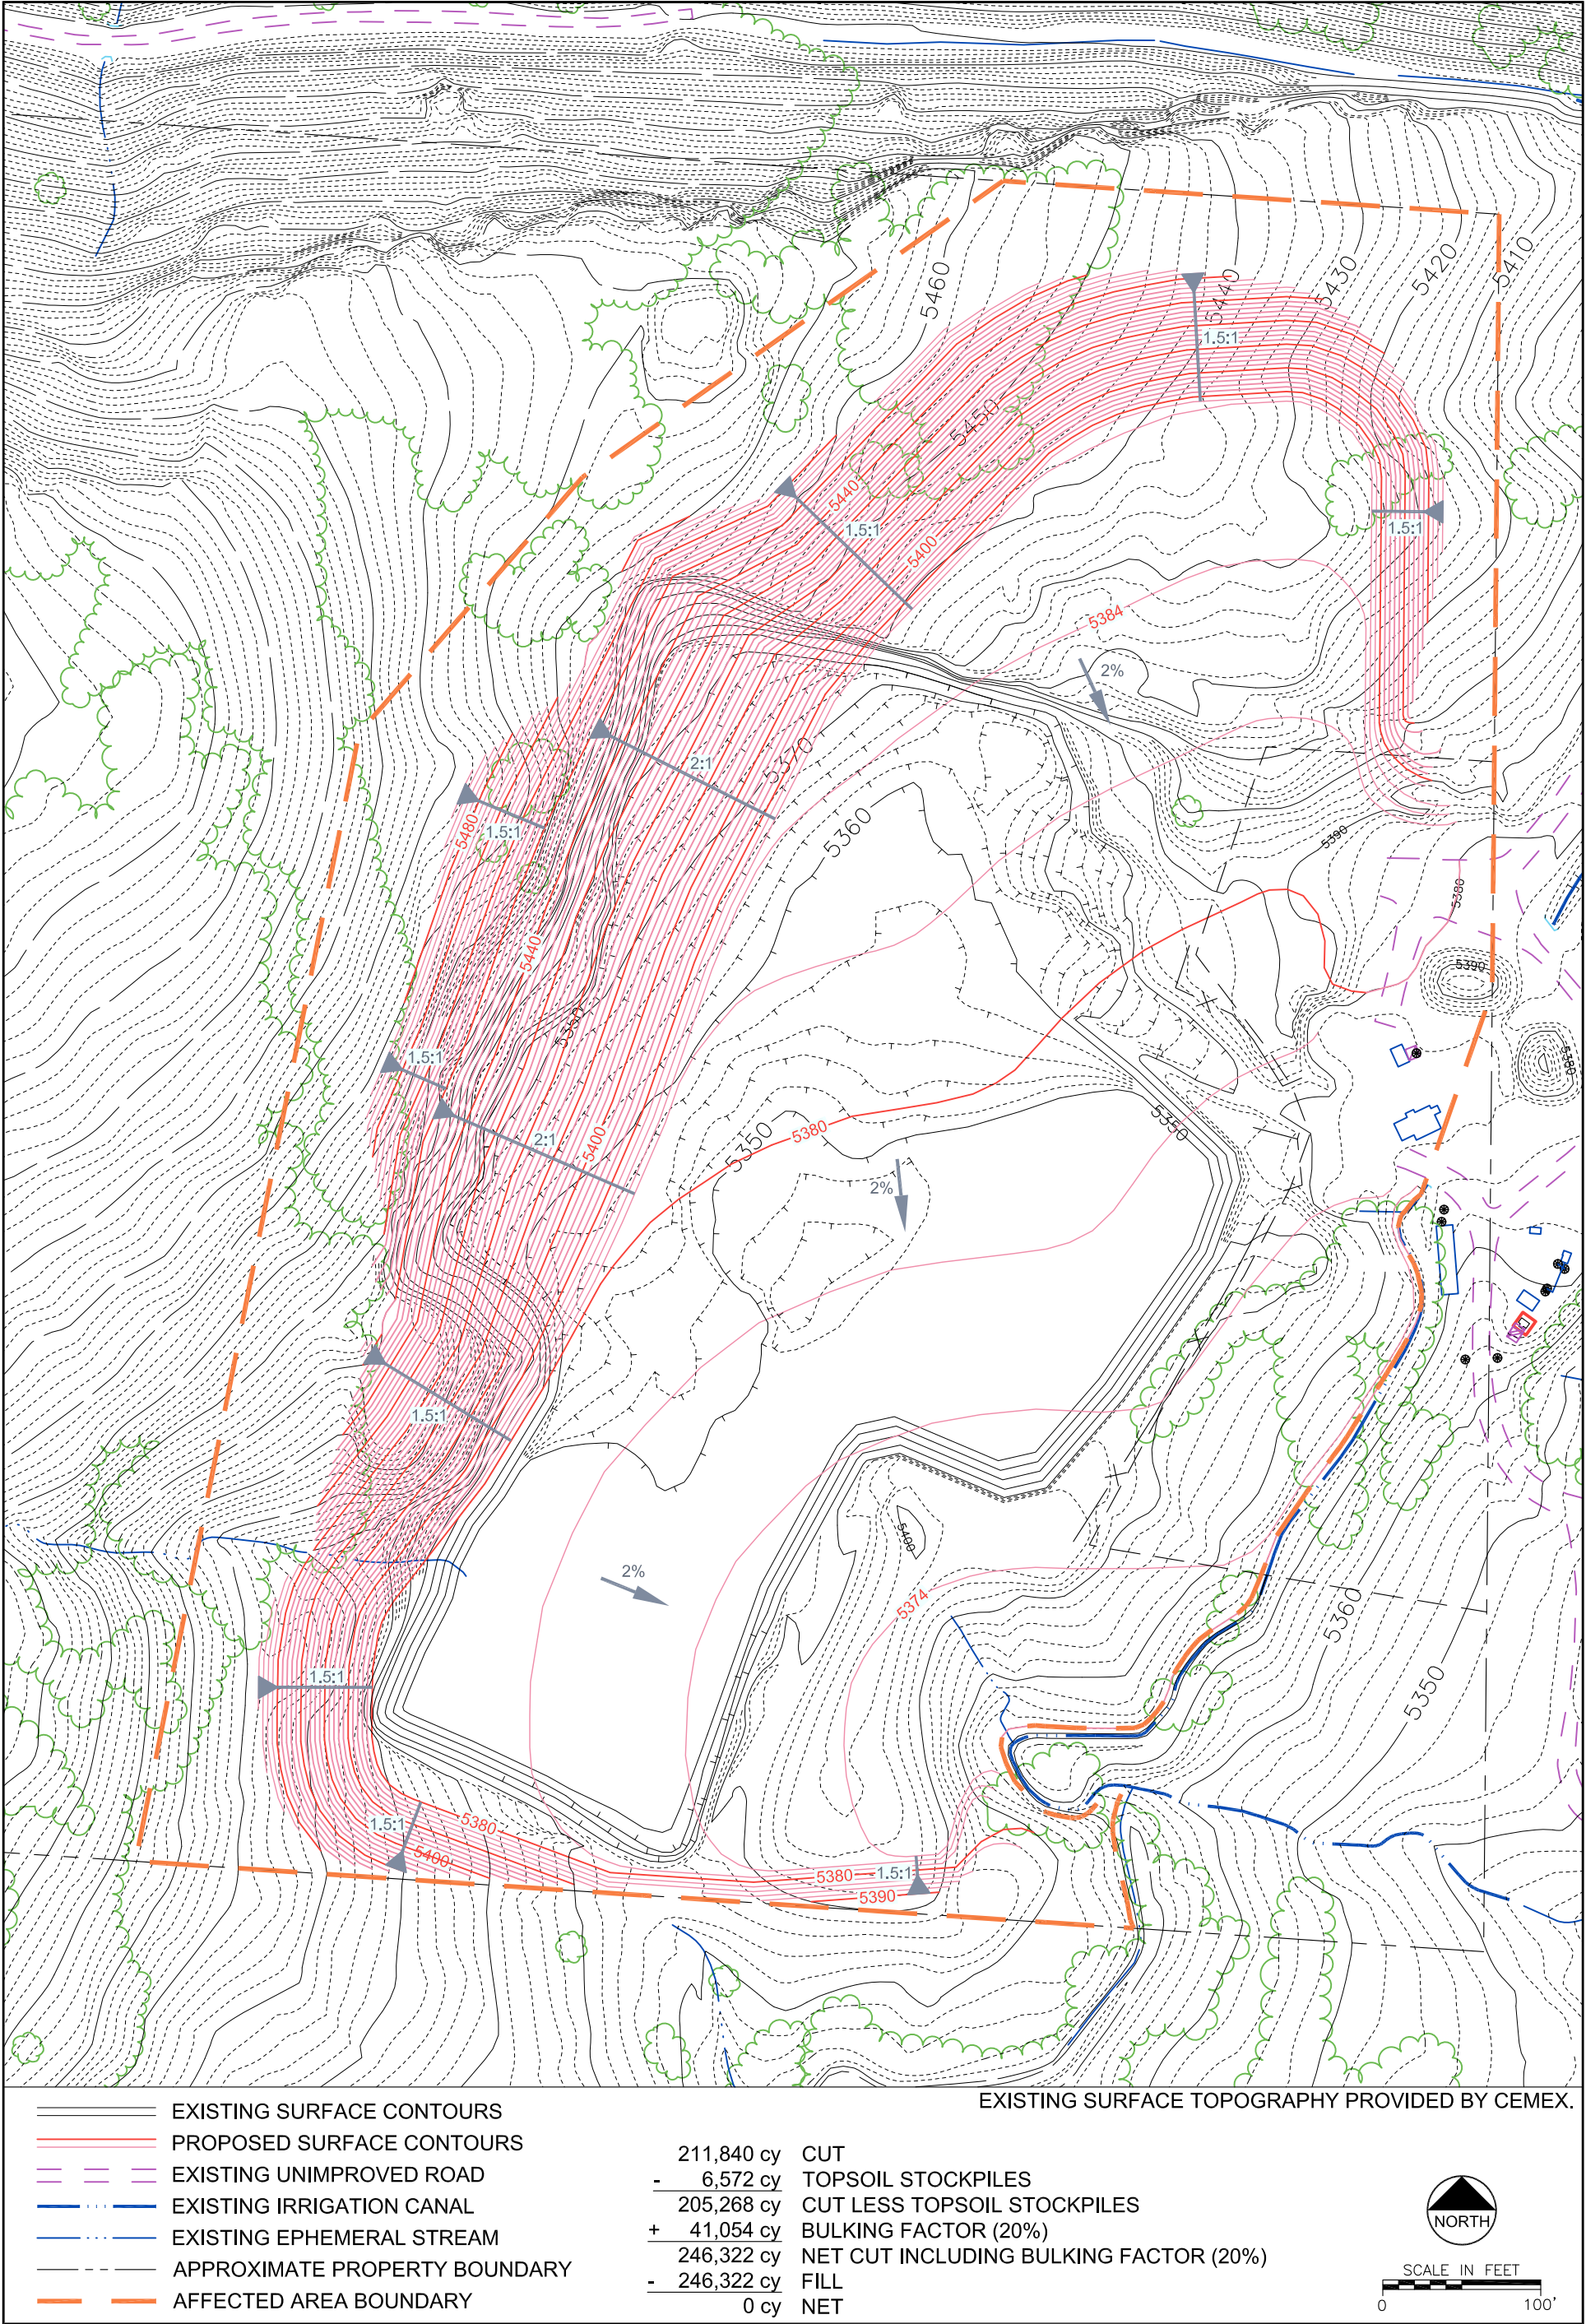 5460
5440
5430
5420
5410
1.5:1
5450
5440
1.5:1
5400
1.5:1
5384
2%
2:1
5370
5480
1.5:1
5360
5390
5380
5440
5390
5350
1.5:1
5380
2:1
5400
5350
5380
5350
2%
1.5:1
5400
2%
5374
5360
1.5:1
5350
1.5:1
5380
5400
5380
1.5:1
5390
EXISTING SURFACE TOPOGRAPHY PROVIDED BY CEMEX.
EXISTING SURFACE CONTOURS
PROPOSED SURFACE CONTOURS
EXISTING UNIMPROVED ROAD
EXISTING IRRIGATION CANAL
EXISTING EPHEMERAL STREAM
APPROXIMATE PROPERTY BOUNDARY
AFFECTED AREA BOUNDARY
211,840 cy CUT
- 6,572 cy TOPSOIL STOCKPILES
205,268 cy CUT LESS TOPSOIL STOCKPILES
+ 41,054 cy BULKING FACTOR (20%)
246,322 cy NET CUT INCLUDING BULKING FACTOR (20%)
- 246,322 cy FILL
0 cy NET
NORTH
SCALE IN FEET
0 100'